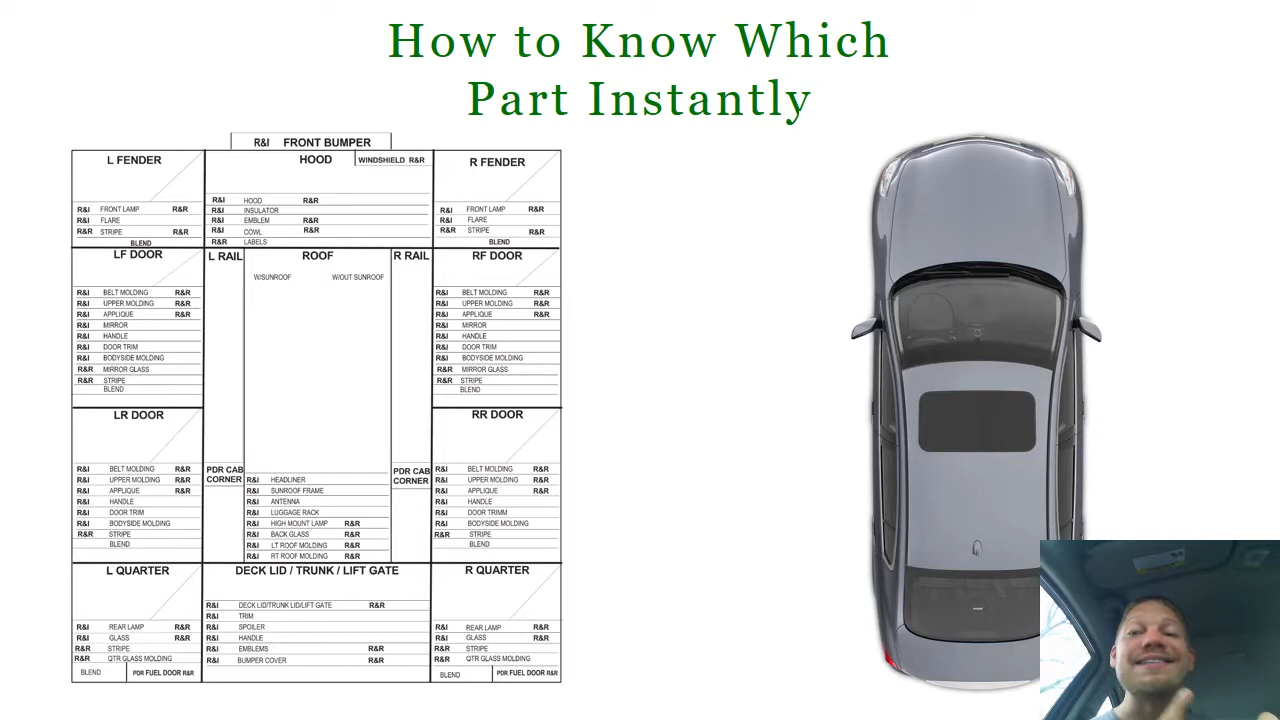 How to Know Which
Part Instantly
R&I FRONT BUMPER
L FENDER
R&I FRONT LAMP R&R
R&I FLARE
R&R STRIPE R&R
BLEND
HOOD
WINDSHIELD R&R
R&I HOOD R&R
R&I INSULATOR
R&I EMBLEM R&R
R&I COWL R&R
R&R LABELS
R FENDER
R&I FRONT LAMP R&R
R&I FLARE
R&R STRIPE R&R
BLEND
LF DOOR
R&I BELT MOLDING R&R
R&I UPPER MOLDING R&R
R&I APPLIQUE R&R
R&I MIRROR
R&I HANDLE
R&I DOOR TRIM
R&I BODYSIDE MOLDING
R&R MIRROR GLASS
R&R STRIPE
BLEND
L RAIL
ROOF
W/SUNROOF W/OUT SUNROOF
R RAIL
RF DOOR
R&I BELT MOLDING R&R
R&I UPPER MOLDING R&R
R&I APPLIQUE R&R
R&I MIRROR
R&I HANDLE
R&I DOOR TRIM
R&I BODYSIDE MOLDING
R&R MIRROR GLASS
R&R STRIPE
BLEND
LR DOOR
R&I BELT MOLDING R&R
R&I UPPER MOLDING R&R
R&I APPLIQUE R&R
R&I HANDLE
R&I DOOR TRIM
R&I BODYSIDE MOLDING
R&R STRIPE
BLEND
PDR CAB
CORNER
R&I HEADLINER
R&I SUNROOF FRAME
R&I ANTENNA
R&I LUGGAGE RACK
R&I HIGH MOUNT LAMP R&R
R&I BACK GLASS R&R
R&I LT ROOF MOLDING R&R
R&I RT ROOF MOLDING R&R
PDR CAB
CORNER
RR DOOR
R&I BELT MOLDING R&R
R&I UPPER MOLDING R&R
R&I APPLIQUE R&R
R&I HANDLE
R&I DOOR TRIMM
R&I BODYSIDE MOLDING
R&R STRIPE
BLEND
L QUARTER
R&I REAR LAMP R&R
R&I GLASS R&R
R&R STRIPE
R&R QTR GLASS MOLDING
BLEND
PDR FUEL DOOR R&R
DECK LID / TRUNK / LIFT GATE
R&I DECK LID/TRUNK LID/LIFT GATE R&R
R&I TRIM
R&I SPOILER
R&I HANDLE
R&I EMBLEMS R&R
R&I BUMPER COVER R&R
R QUARTER
R&I REAR LAMP R&R
R&I GLASS R&R
R&R STRIPE
R&R QTR GLASS MOLDING
BLEND
PDR FUEL DOOR R&R